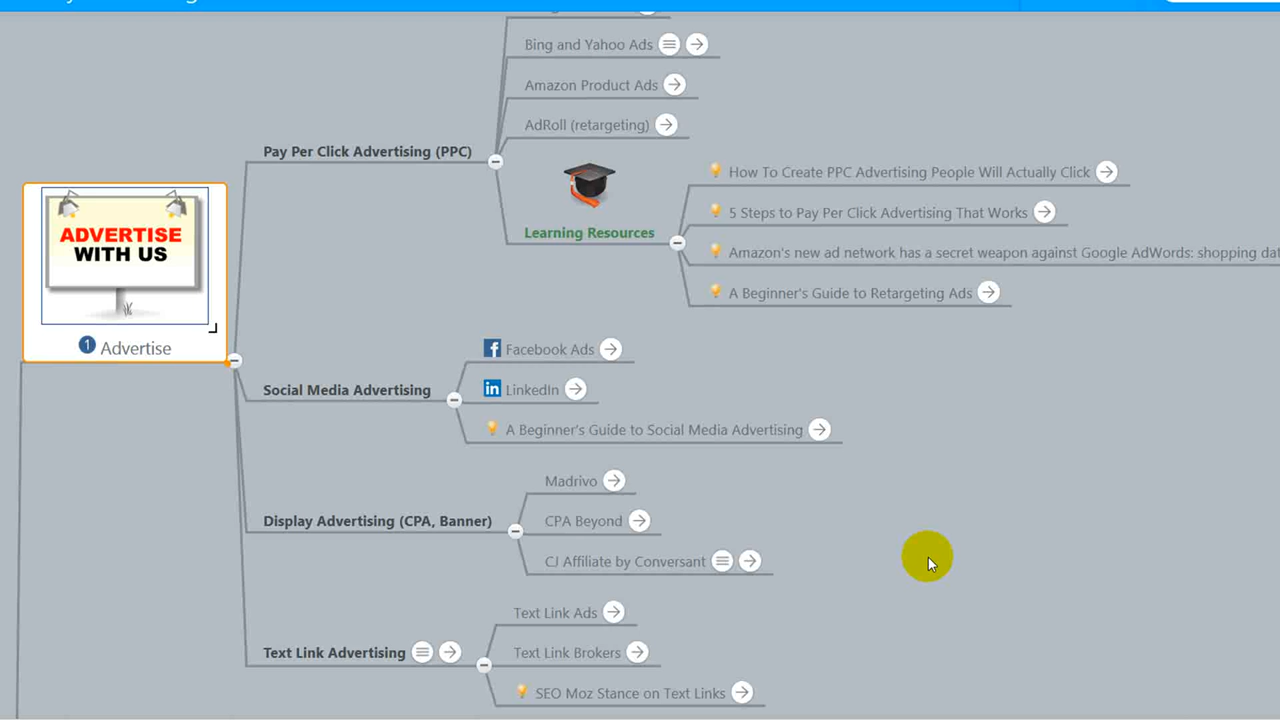 Bing and Yahoo Ads
Amazon Product Ads
AdRoll (retargeting)
Pay Per Click Advertising (PPC)
How To Create PPC Advertising People Will Actually Click
5 Steps to Pay Per Click Advertising That Works
Learning Resources
Amazon's new ad network has a secret weapon against Google AdWords: shopping dat
A Beginner's Guide to Retargeting Ads
ADVERTISE
WITH US
1 Advertise
Facebook Ads
Social Media Advertising
in LinkedIn
A Beginner's Guide to Social Media Advertising
Madrivo
Display Advertising (CPA, Banner)
CPA Beyond
CJ Affiliate by Conversant
Text Link Ads
Text Link Advertising
Text Link Brokers
SEO Moz Stance on Text Links